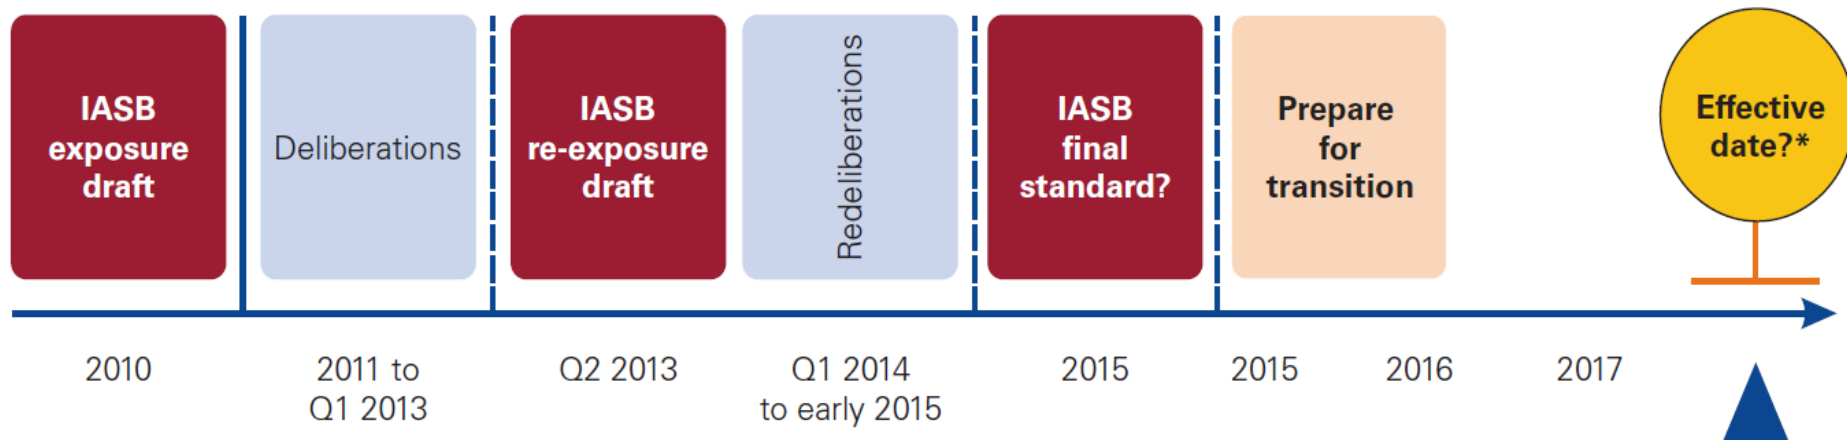 IASB
exposure
draft
Deliberations
IASB
re-exposure
draft
Redeliberations
IASB
final
standard?
Prepare
for
transition
Effective
date?*
2010
2011 to
Q1 2013
Q2 2013
Q1 2014
to early 2015
2015
2015
2016
2017